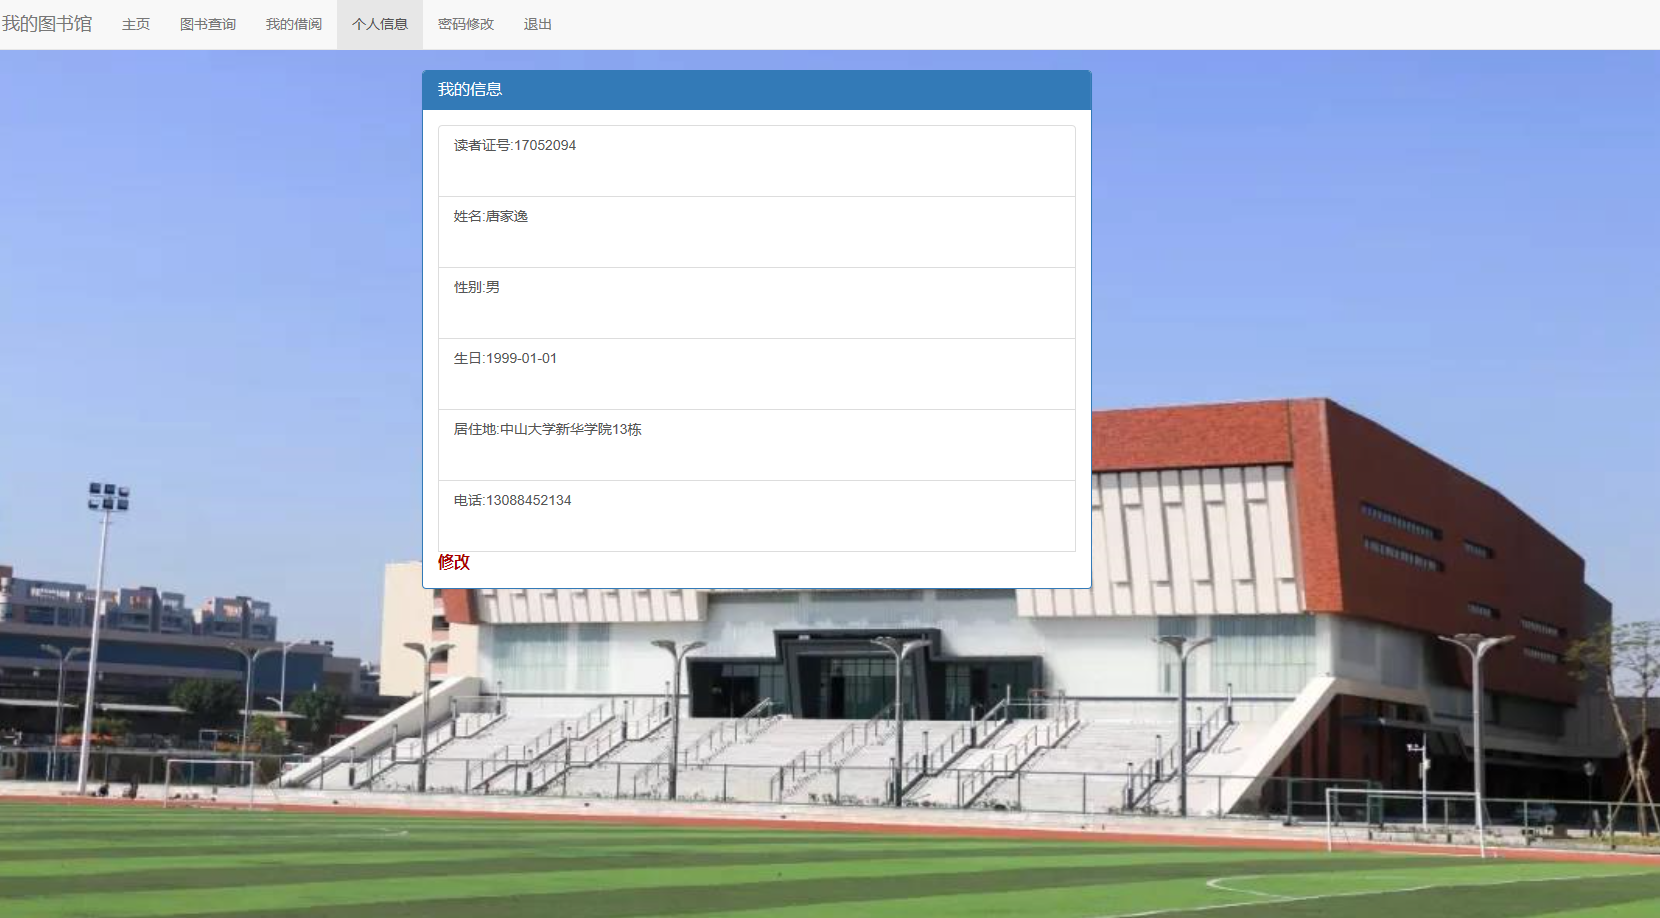 我的图书馆 主页 图书查询 我的借阅 个人信息 密码修改 退出
我的信息
读者证号:17052094
姓名:唐家逸
性别:男
生日:1999-01-01
居住地:中山大学新华学院13栋
电话:13088452134
修改